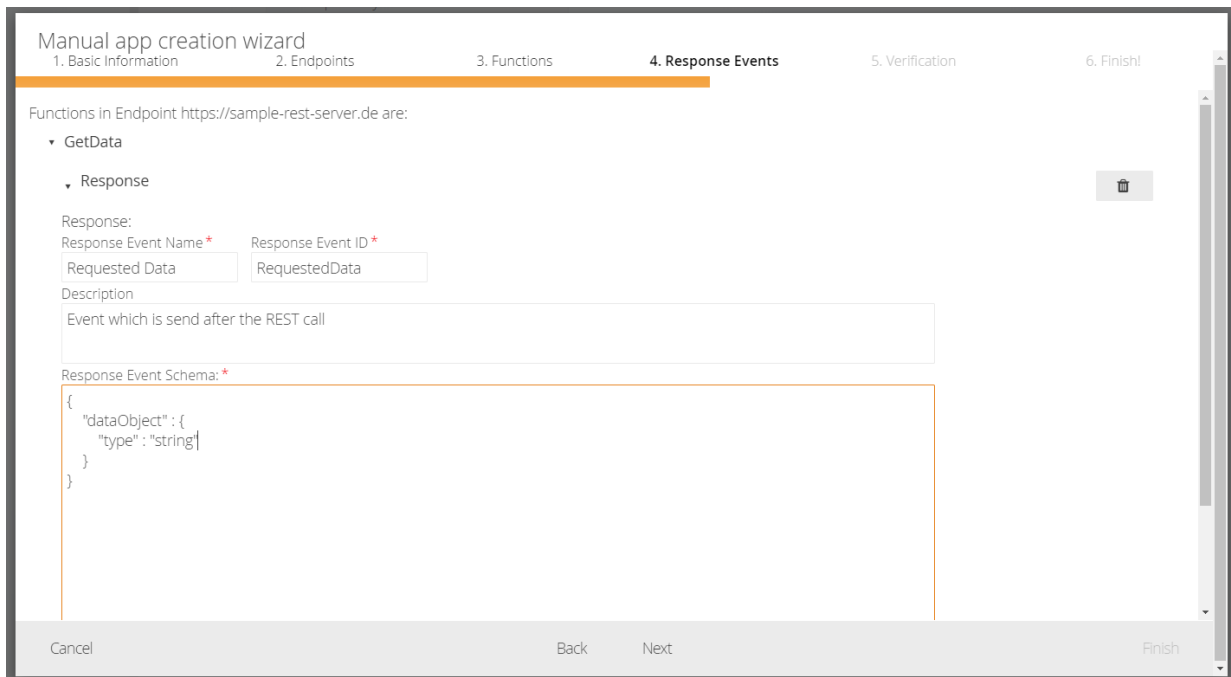 Manual app creation wizard
1. Basic Information 2. Endpoints 3. Functions 4. Response Events 5. Verification 6. Finish!
Functions in Endpoint https://sample-rest-server.de are:
GetData
Response
Response:
Response Event Name * Response Event ID *
Requested Data RequestedData
Description
Event which is send after the REST call
Response Event Schema: *
{
"dataObject" : {
"type" : "string"
}
}
Cancel Back Next Finish